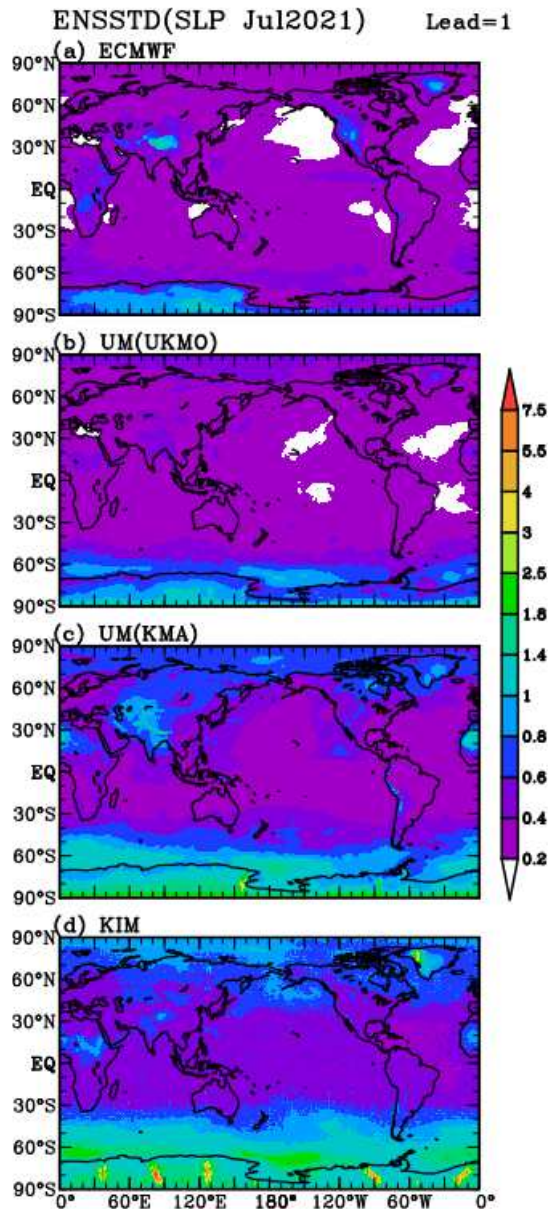 ENSSTD(SLP Jul2021) Lead=1
(a) ECMWF
90°N
60°N
30°N
EQ
30°S
60°S
90°S
(b) UM(UKMO)
90°N
60°N
30°N
EQ
30°S
60°S
90°S
(c) UM(KMA)
90°N
60°N
30°N
EQ
30°S
60°S
90°S
(d) KIM
90°N
60°N
30°N
EQ
30°S
60°S
90°S
0° 60°E 120°E 180° 120°W 60°W 0°
7.5
5.5
4
3
2.5
1.8
1.4
1
0.8
0.6
0.4
0.2